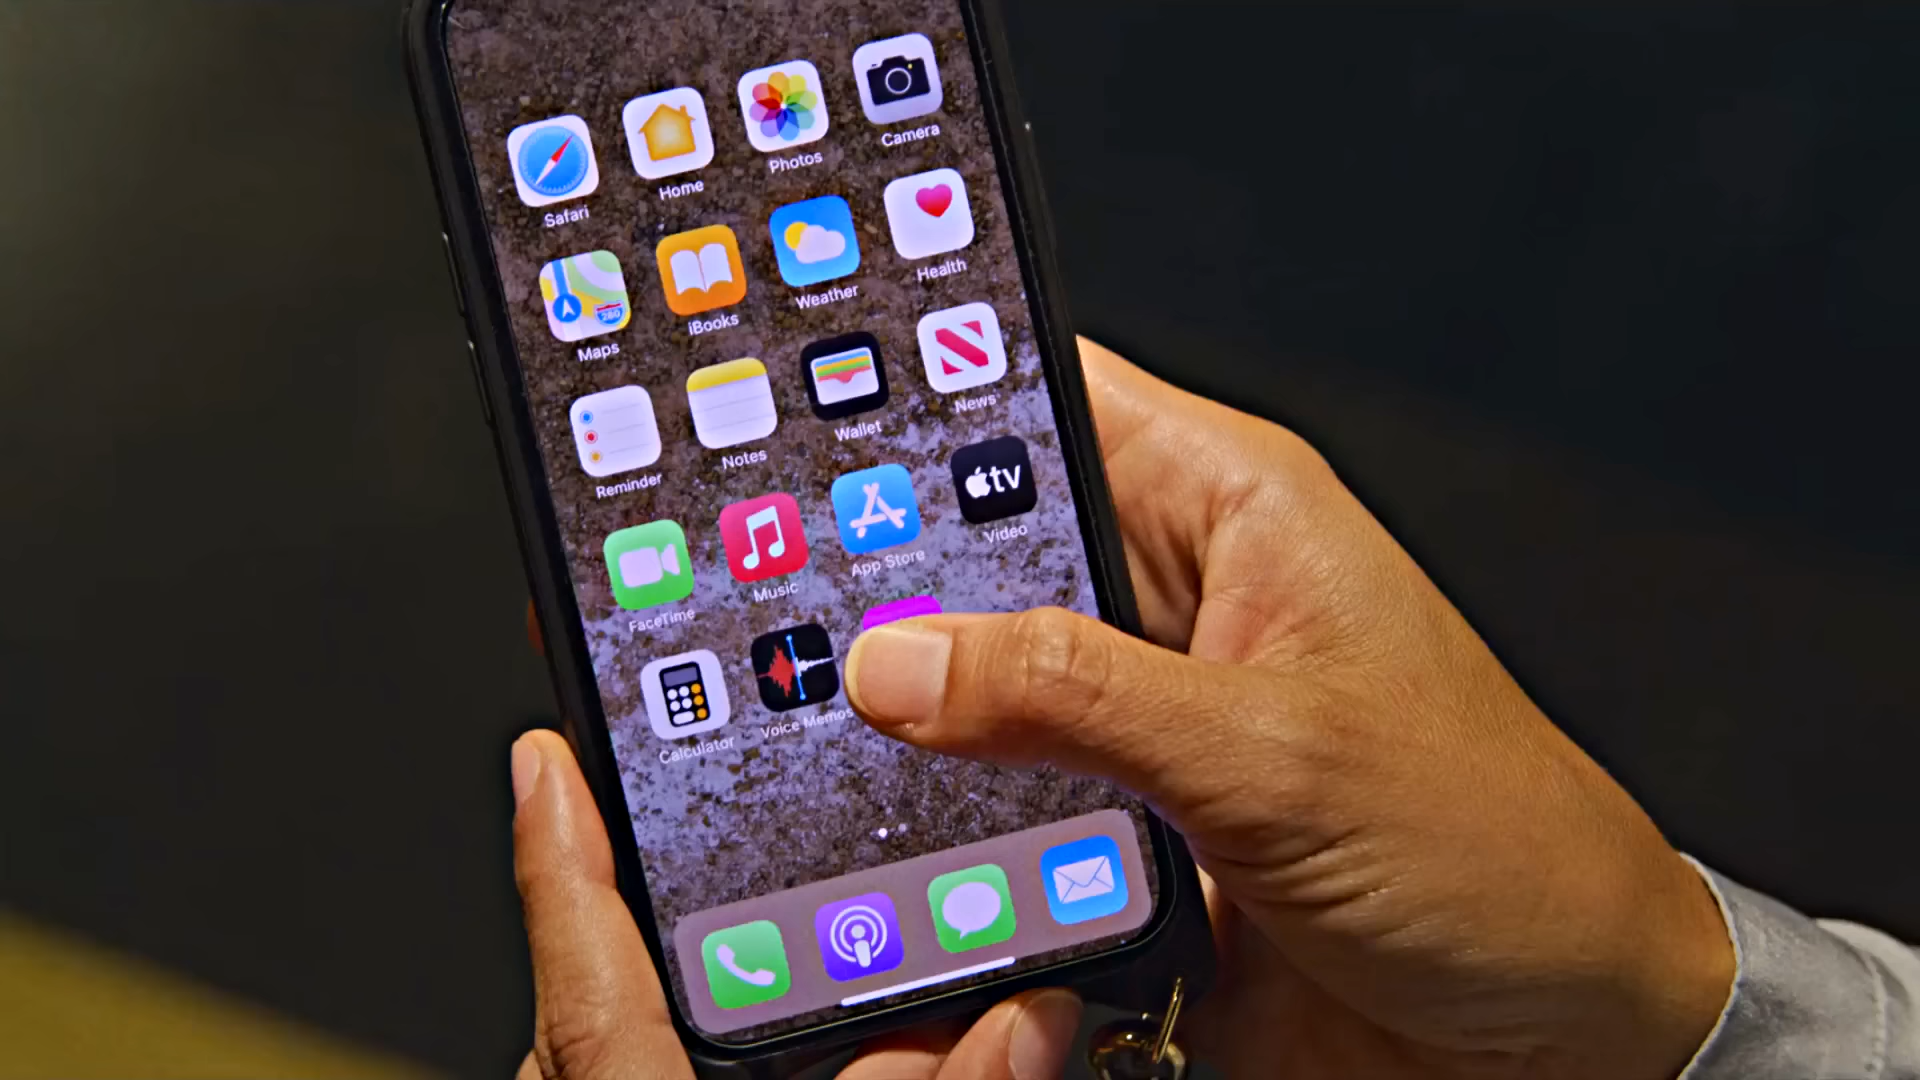 Safari
Home
Photos
Camera
Maps
280
iBooks
Weather
Health
Reminder
Notes
Wallet
News
FaceTime
Music
App Store
tv
Video
Calculator
Voice Memos